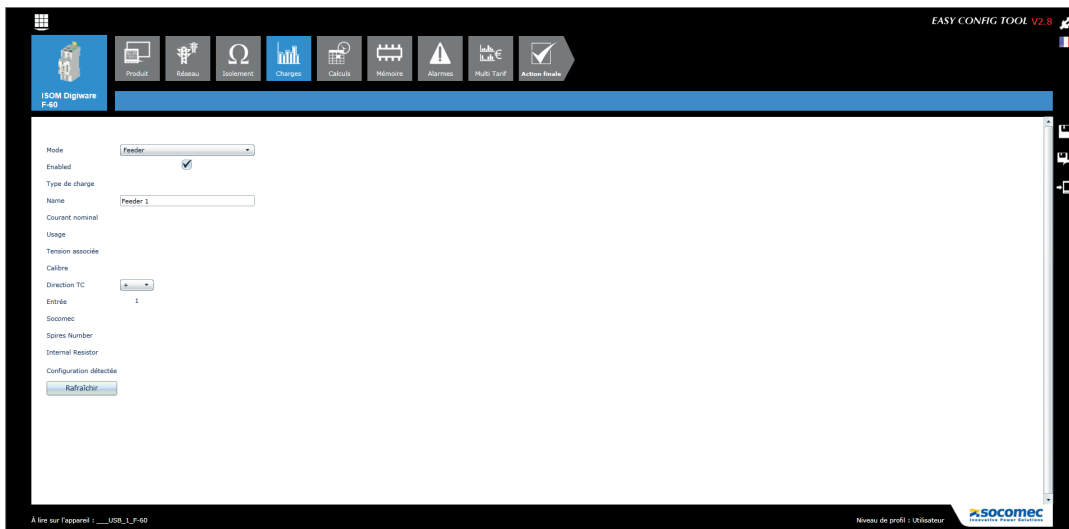 EASY CONFIG TOOL V2.8
Produit
Réseau
Isolement
Charges
Calculs
Mémoire
Alarmes
Multi Tarif
Action finale
ISOM Digiware
F-60
Mode Feeder
Enabled
Type de charge
Name Feeder 1
Courant nominal
Usage
Tension associée
Calibre
Direction TC +
Entrée 1
Socomec
Spires Number
Internal Resistor
Configuration détectée
Rafraîchir
À lire sur l'appareil : ___USB_1_F-60
Niveau de profil : Utilisateur
socomec
Innovative Power Solutions